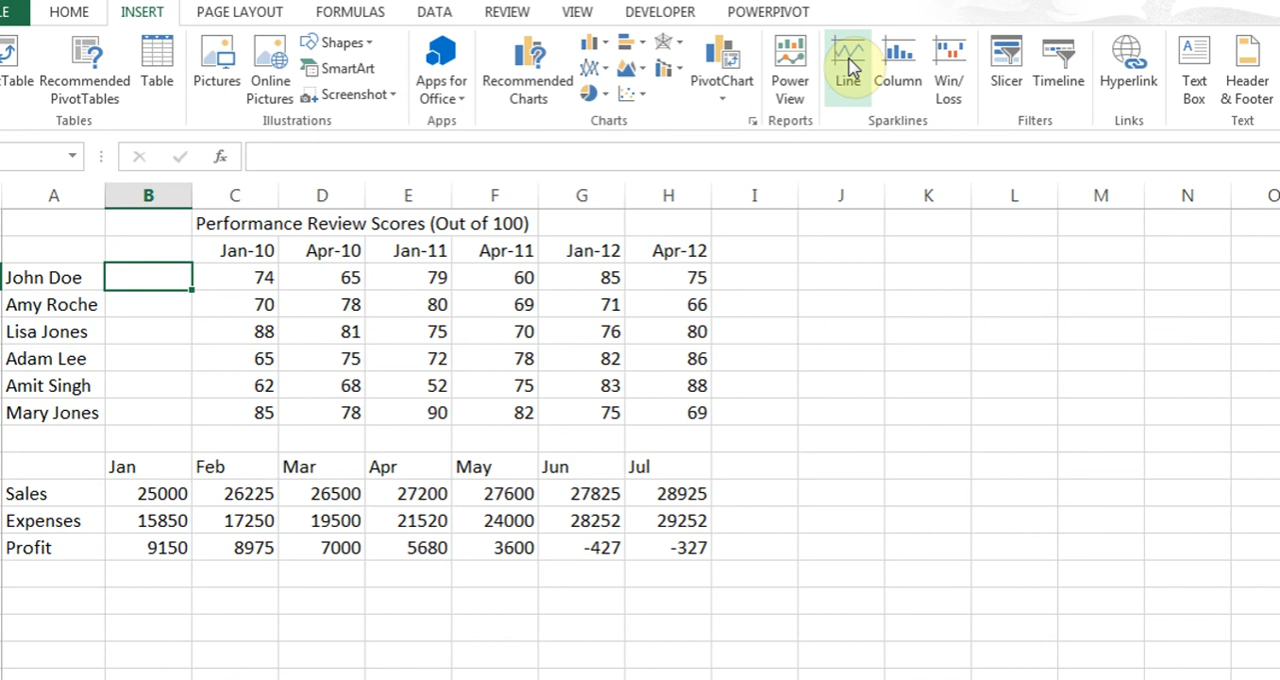 LE HOME INSERT PAGE LAYOUT FORMULAS DATA REVIEW VIEW DEVELOPER POWERPIVOT
tTable Recommended PivotTables Table Pictures Online Pictures Shapes SmartArt Screenshot Apps for Office Recommended Charts PivotChart Power View Line Column Win/ Loss Slicer Timeline Hyperlink Text Box Header & Footer
Tables Illustrations Apps Charts Reports Sparklines Filters Links Text
fx
A B C D E F G H I J K L M N O
Performance Review Scores (Out of 100)
Jan-10 Apr-10 Jan-11 Apr-11 Jan-12 Apr-12
John Doe 74 65 79 60 85 75
Amy Roche 70 78 80 69 71 66
Lisa Jones 88 81 75 70 76 80
Adam Lee 65 75 72 78 82 86
Amit Singh 62 68 52 75 83 88
Mary Jones 85 78 90 82 75 69
Jan Feb Mar Apr May Jun Jul
Sales 25000 26225 26500 27200 27600 27825 28925
Expenses 15850 17250 19500 21520 24000 28252 29252
Profit 9150 8975 7000 5680 3600 -427 -327